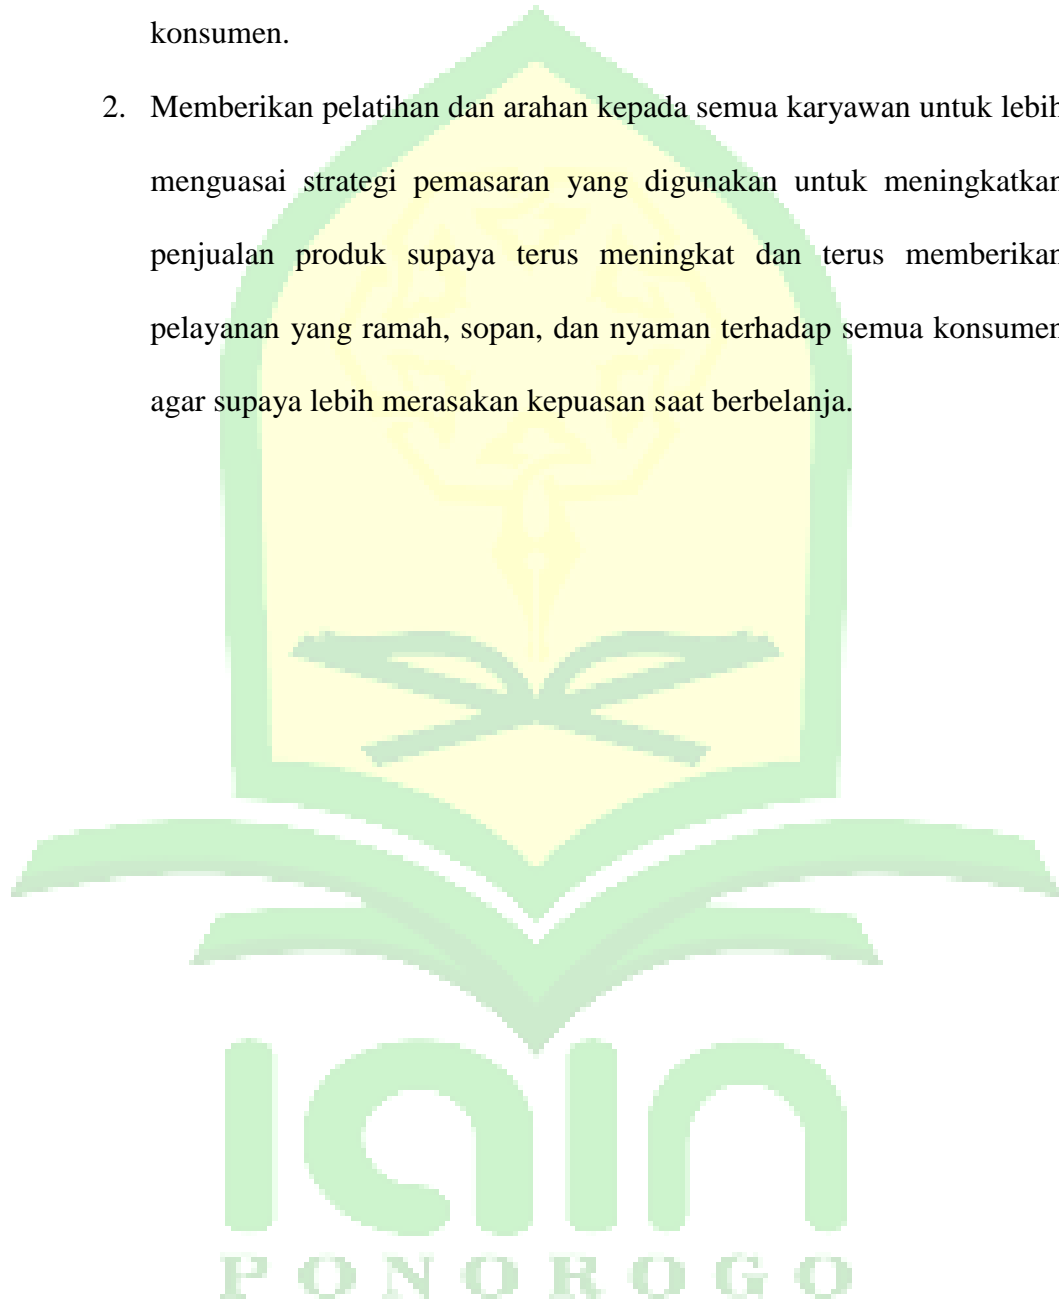 konsumen.
2. Memberikan pelatihan dan arahan kepada semua karyawan untuk lebih
menguasai strategi pemasaran yang digunakan untuk meningkatkan
penjualan produk supaya terus meningkat dan terus memberikan
pelayanan yang ramah, sopan, dan nyaman terhadap semua konsumen
agar supaya lebih merasakan kepuasan saat berbelanja.
iain
PONOROGO